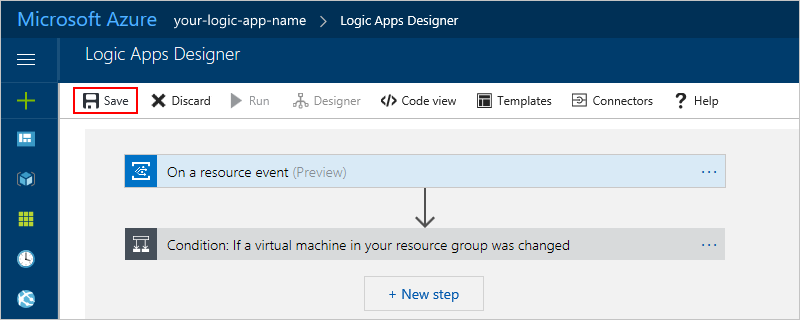 Microsoft Azure your-logic-app-name > Logic Apps Designer
Logic Apps Designer
Save Discard Run Designer Code view Templates Connectors Help
On a resource event (Preview) ...
Condition: If a virtual machine in your resource group was changed ...
+ New step